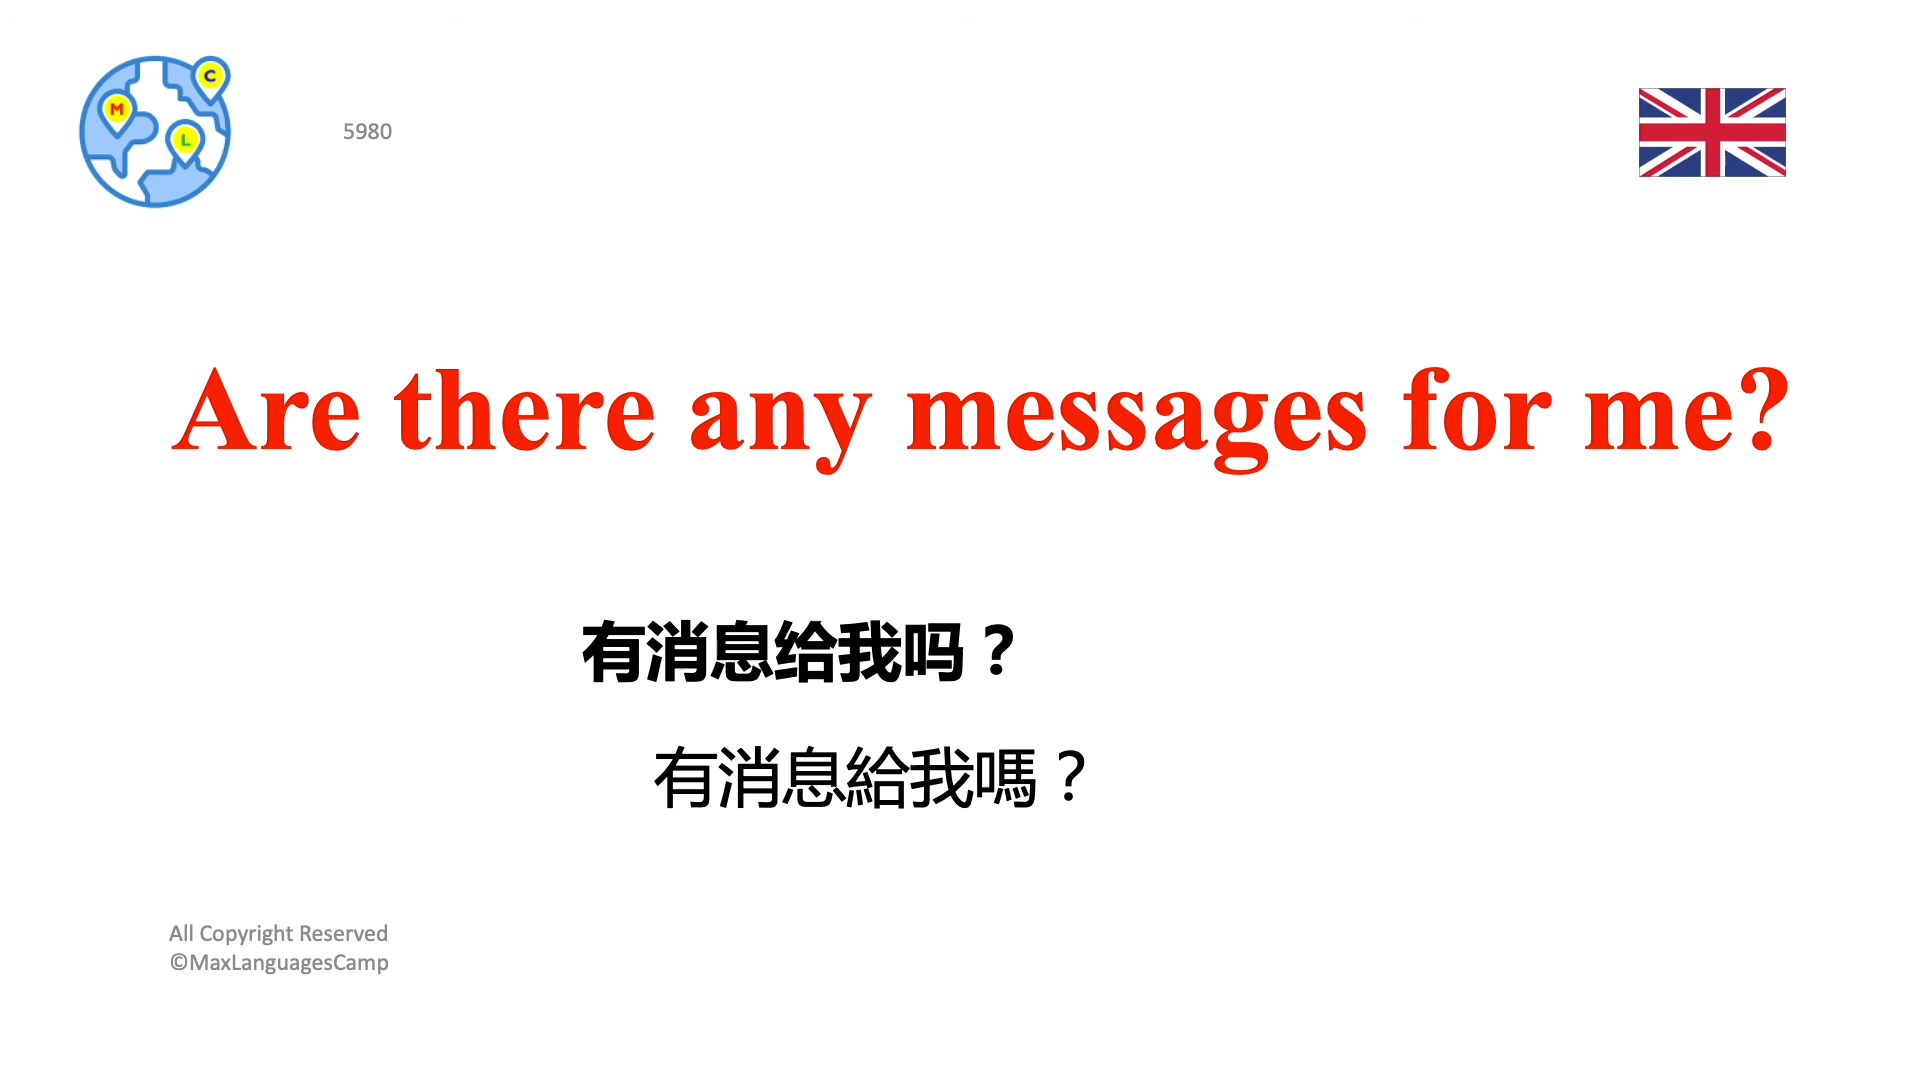 C
M
L
5980
Are there any messages for me?
有消息给我吗？
有消息給我嗎？
All Copyright Reserved
©MaxLanguagesCamp